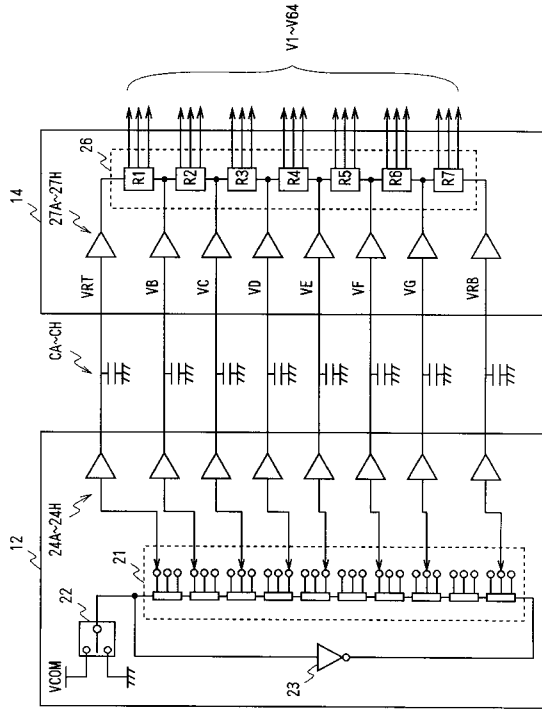 12
VCOM
22
21
23
24A~24H
CA~CH
14
27A~27H
26
VRT
VB
VC
VD
VE
VF
VG
VRB
R1
R2
R3
R4
R5
R6
R7
V1~V64